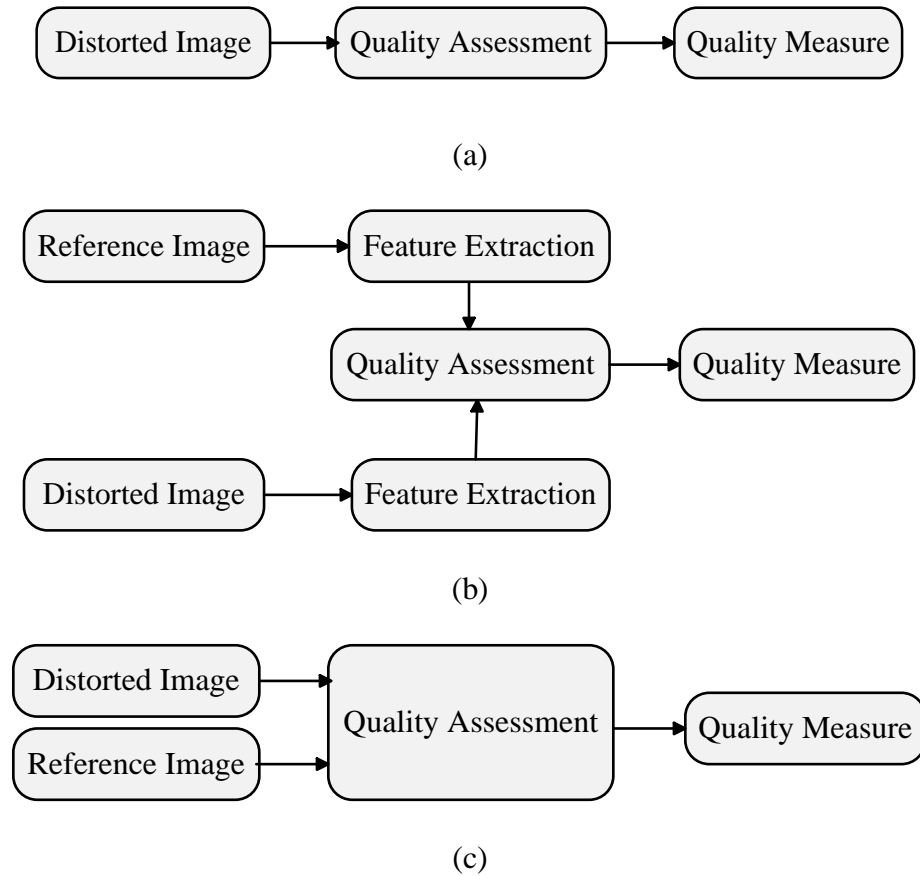 Distorted Image
Quality Assessment
Quality Measure
(a)
Reference Image
Feature Extraction
Quality Assessment
Quality Measure
Distorted Image
Feature Extraction
(b)
Distorted Image
Reference Image
Quality Assessment
Quality Measure
(c)